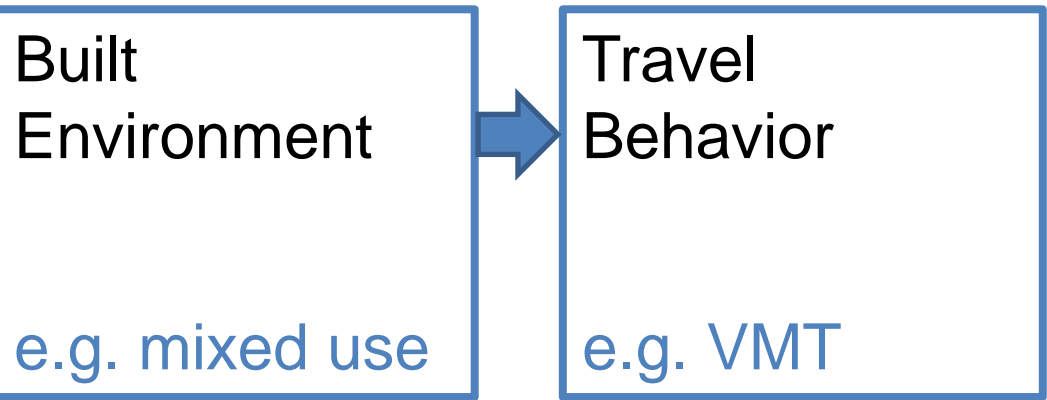 Built
Environment
e.g. mixed use
Travel
Behavior
e.g. VMT